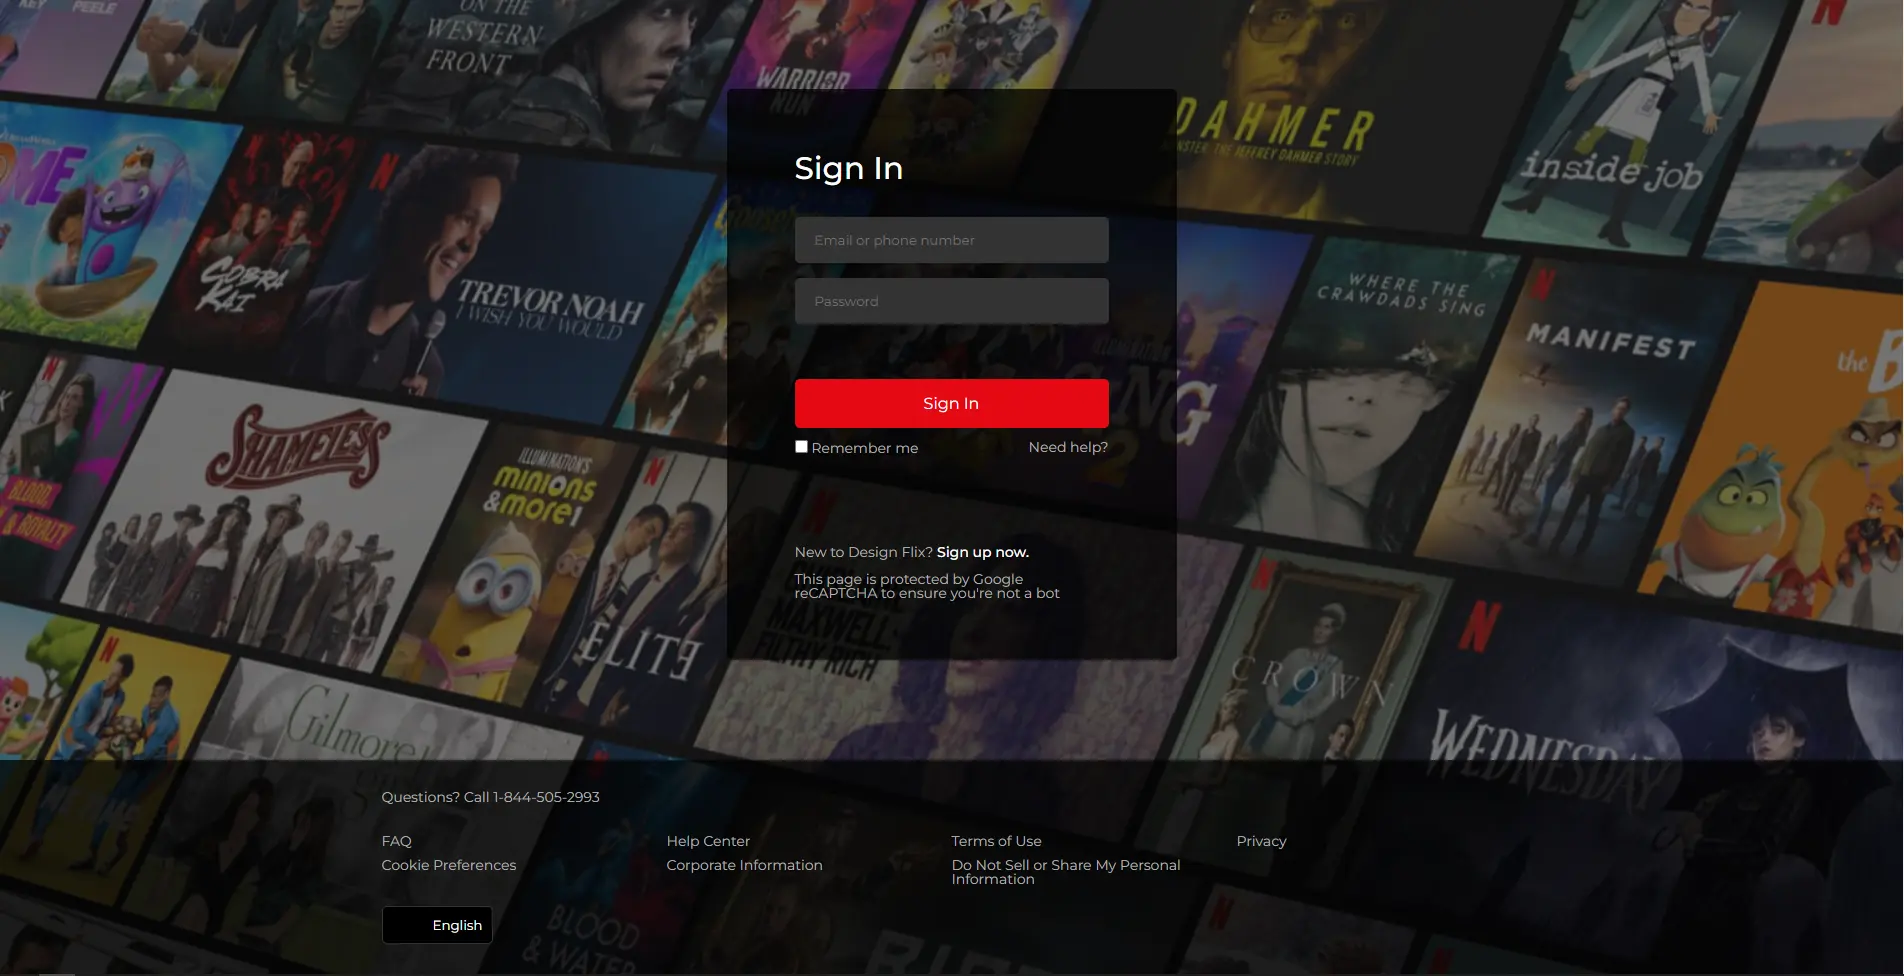 KEY
PEELE
ON THE
WESTERN
FRONT
WARRIOR
NUN
DAHMER
MONSTER: THE JEFFREY DAHMER STORY
inside job
N
Sign In
Email or phone number
Password
COBRA
KAI
N
TREVOR NOAH
I WISH YOU WOULD
WHERE THE
CRAWDADS SING
N
MANIFEST
the
Sign In
Remember me
Need help?
SHAMELESS
ILLUMINATION'S
minions
&more!
N
N
BLOOD,
& ROYALTY
SING
2
N
New to Design Flix? Sign up now.
This page is protected by Google
reCAPTCHA to ensure you're not a bot
ELITE
MAXWELL:
FILTHY RICH
N
CROWN
N
WEDNESDAY
N
Gilmore
Questions? Call 1-844-505-2993
FAQ
Help Center
Terms of Use
Privacy
Cookie Preferences
Corporate Information
Do Not Sell or Share My Personal
Information
English
BLOOD
& WATER
N
N